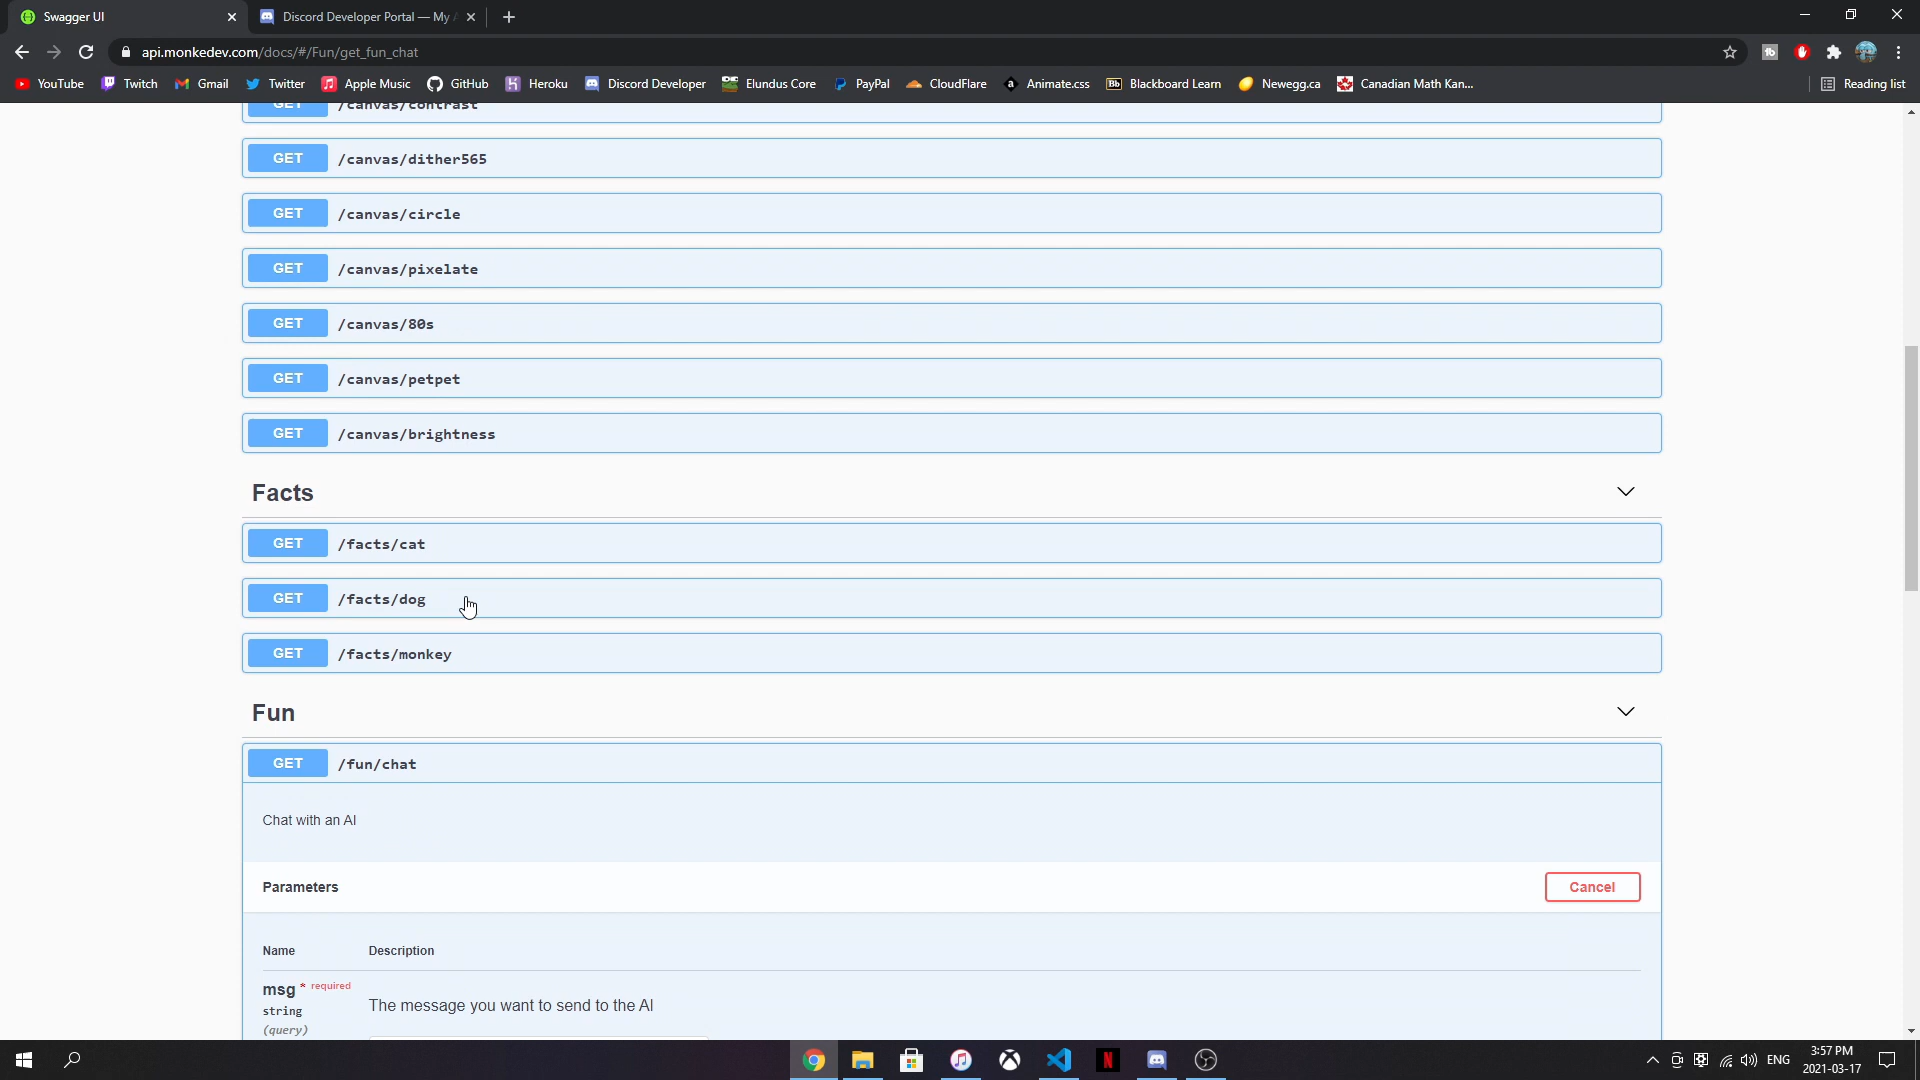 Swagger UI
Discord Developer Portal — My
api.monkedev.com/docs/#/Fun/get_fun_chat
YouTube
Twitch
Gmail
Twitter
Apple Music
GitHub
Heroku
Discord Developer
Elundus Core
PayPal
CloudFlare
Animate.css
Bb
Blackboard Learn
Newegg.ca
Canadian Math Kan...
Reading list
GET /canvas/contrast
GET /canvas/dither565
GET /canvas/circle
GET /canvas/pixelate
GET /canvas/80s
GET /canvas/petpet
GET /canvas/brightness
Facts
GET /facts/cat
GET /facts/dog
GET /facts/monkey
Fun
GET /fun/chat
Chat with an AI
Parameters
Cancel
Name Description
msg * required
string
(query)
The message you want to send to the AI
ENG
3:57 PM
2021-03-17